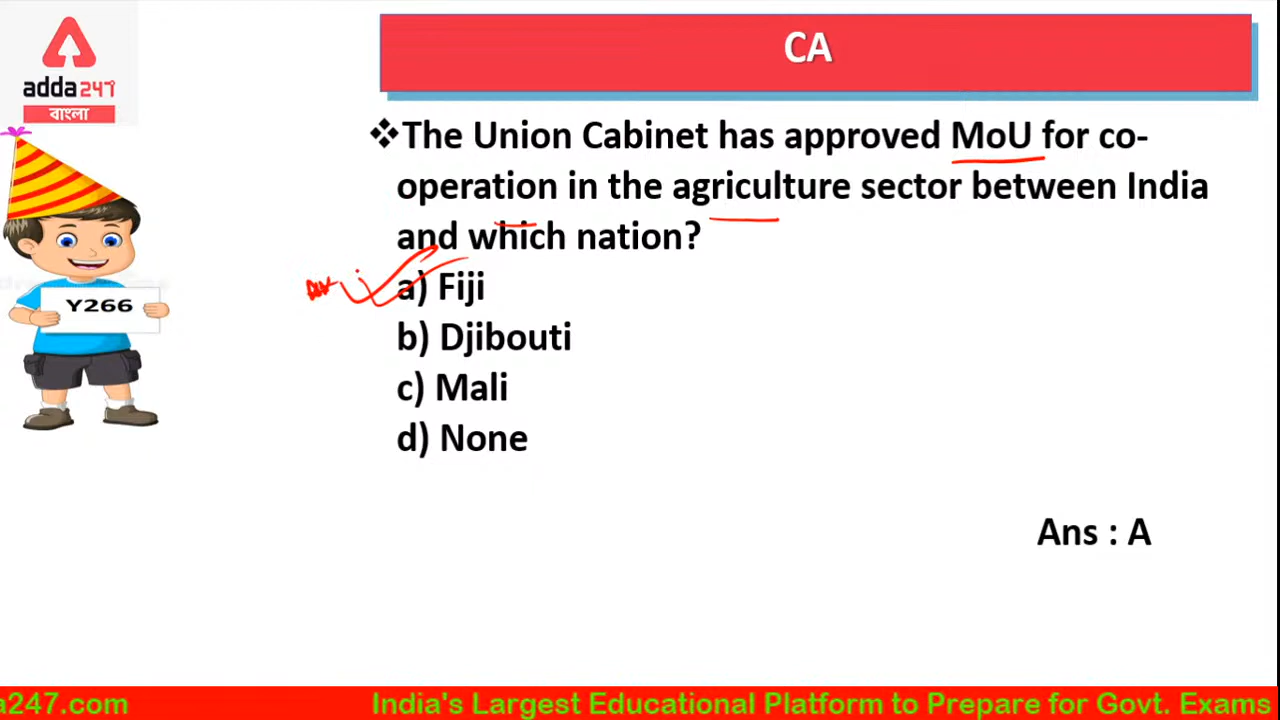 adda247
বাংলা
CA
❖The Union Cabinet has approved MoU for co-
operation in the agriculture sector between India
and which nation?
a) Fiji
b) Djibouti
c) Mali
d) None
Y266
Ans : A
a247.com India's Largest Educational Platform to Prepare for Govt. Exams